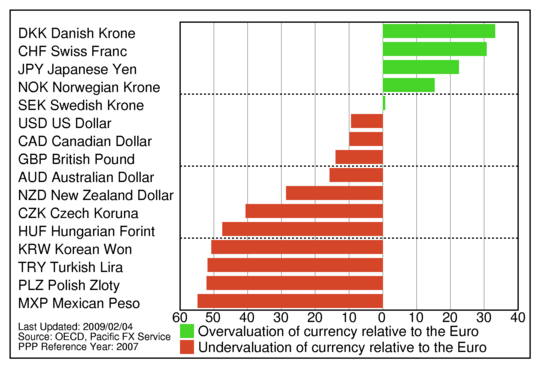 DKK Danish Krone
CHF Swiss Franc
JPY Japanese Yen
NOK Norwegian Krone
SEK Swedish Krone
USD US Dollar
CAD Canadian Dollar
GBP British Pound
AUD Australian Dollar
NZD New Zealand Dollar
CZK Czech Koruna
HUF Hungarian Forint
KRW Korean Won
TRY Turkish Lira
PLZ Polish Zloty
MXP Mexican Peso
60 50 40 30 20 10 0 10 20 30 40
Last Updated: 2009/02/04
Source: OECD, Pacific FX Service
PPP Reference Year: 2007
Overvaluation of currency relative to the Euro
Undervaluation of currency relative to the Euro